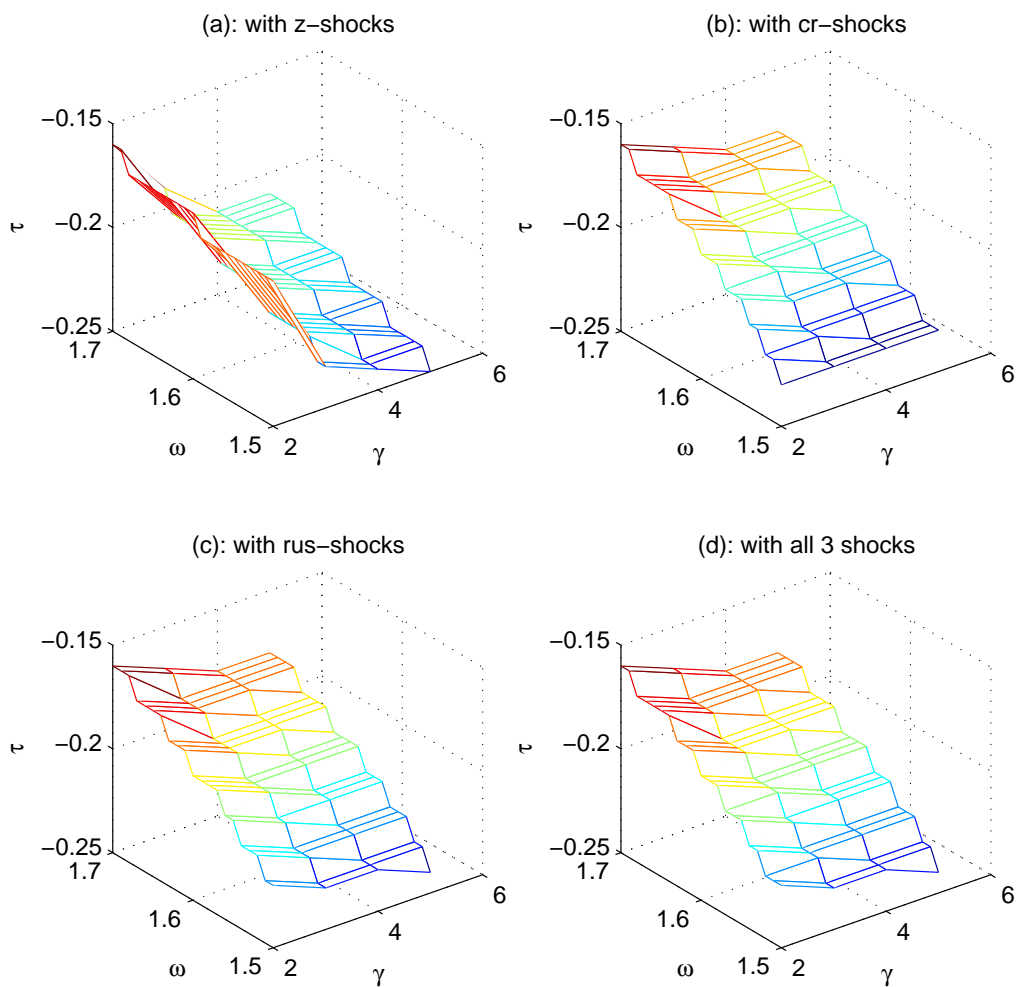 (a): with z−shocks
(b): with cr−shocks
−0.15
−0.2
−0.25
τ
1.7
1.6
1.5
ω
2
4
6
γ
−0.15
−0.2
−0.25
τ
1.7
1.6
1.5
ω
2
4
6
γ
(c): with rus−shocks
(d): with all 3 shocks
−0.15
−0.2
−0.25
τ
1.7
1.6
1.5
ω
2
4
6
γ
−0.15
−0.2
−0.25
τ
1.7
1.6
1.5
ω
2
4
6
γ